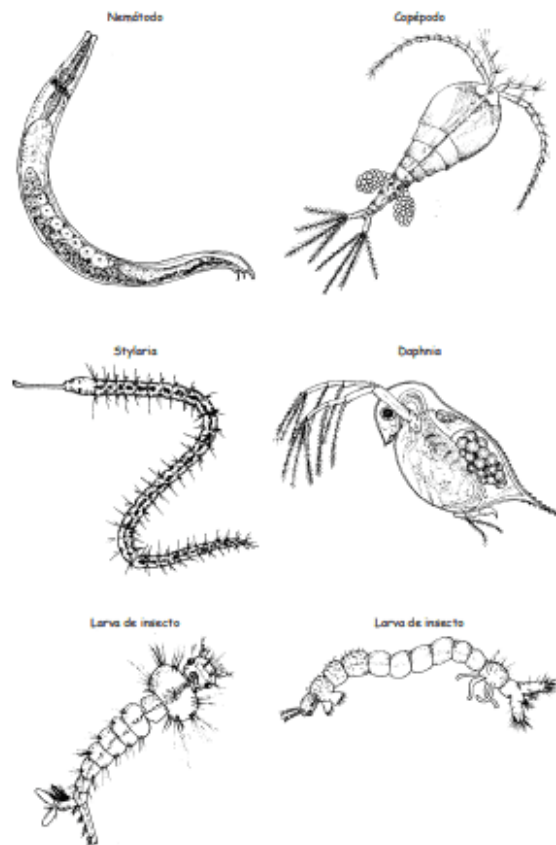 Nemátodo
Copépodo
Stylaria
Daphnia
Larva de insecto
Larva de insecto